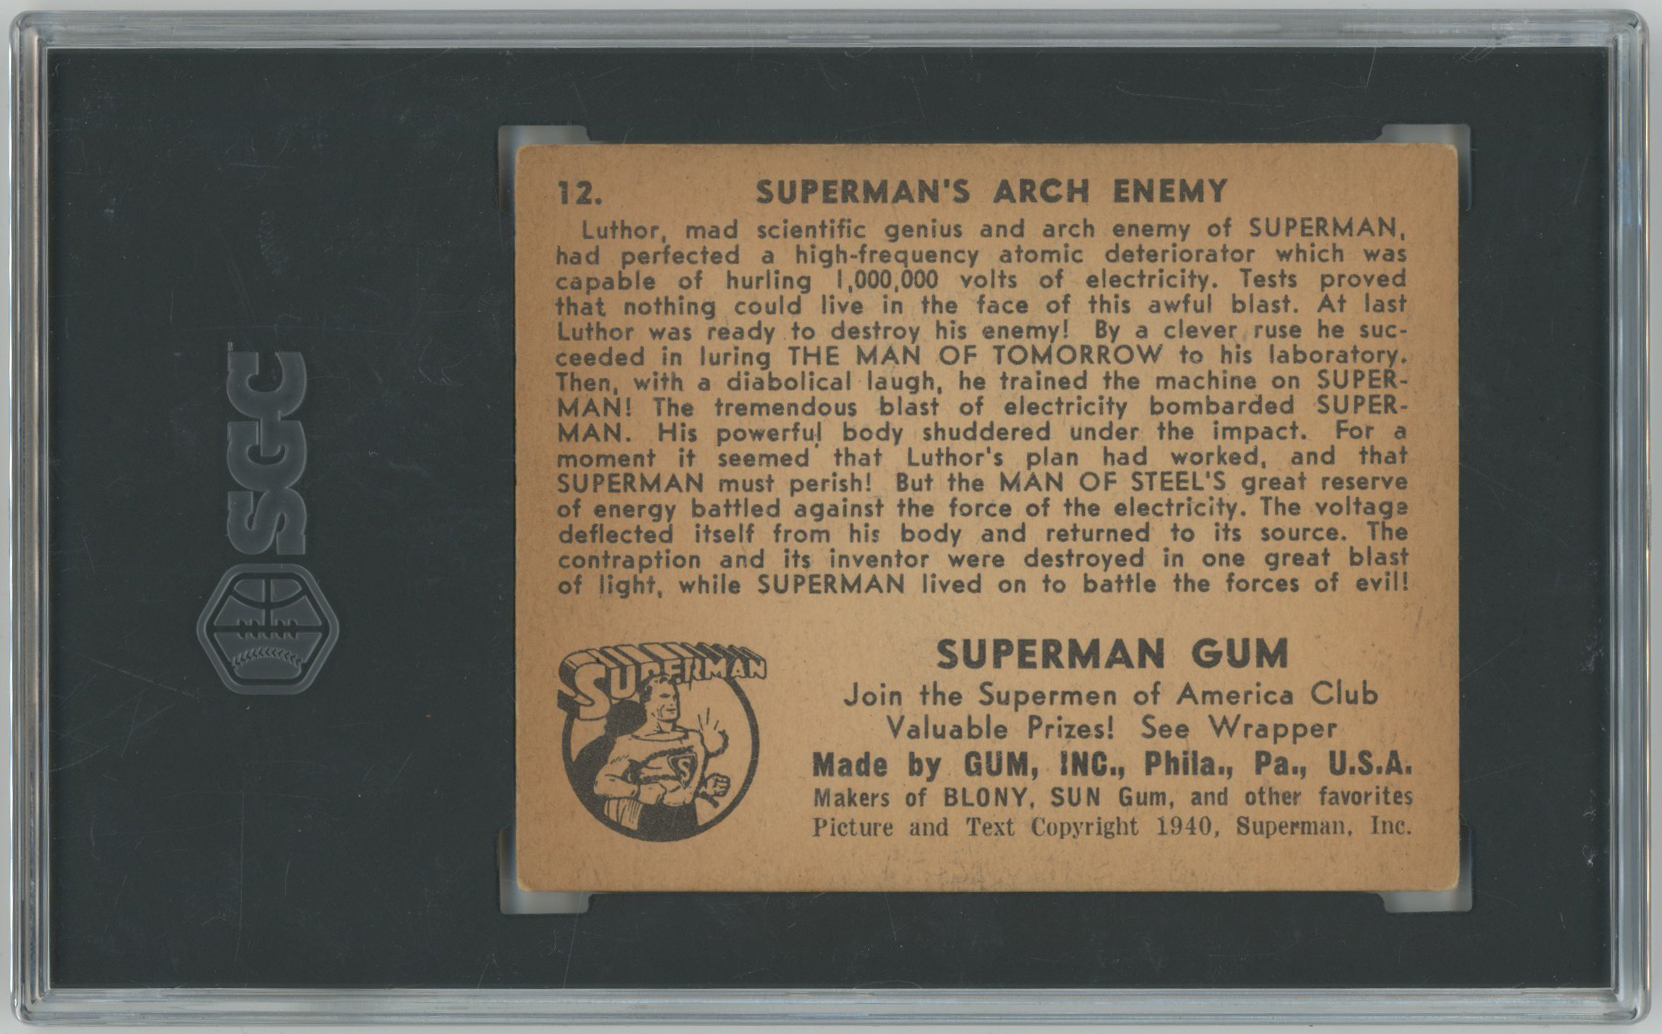 12. SUPERMAN'S ARCH ENEMY
Luthor, mad scientific genius and arch enemy of SUPERMAN,
had perfected a high-frequency atomic deteriorator which was
capable of hurling 1,000,000 volts of electricity. Tests proved
that nothing could live in the face of this awful blast. At last
Luthor was ready to destroy his enemy! By a clever ruse he suc-
ceeded in luring THE MAN OF TOMORROW to his laboratory.
Then, with a diabolical laugh, he trained the machine on SUPER-
MAN! The tremendous blast of electricity bombarded SUPER-
MAN. His powerful body shuddered under the impact. For a
moment it seemed that Luthor's plan had worked, and that
SUPERMAN must perish! But the MAN OF STEEL'S great reserve
of energy battled against the force of the electricity. The voltage
deflected itself from his body and returned to its source. The
contraption and its inventor were destroyed in one great blast
of light, while SUPERMAN lived on to battle the forces of evil!
SUPERMAN
S
SUPERMAN GUM
Join the Supermen of America Club
Valuable Prizes! See Wrapper
Made by GUM, INC., Phila., Pa., U.S.A.
Makers of BLONY, SUN Gum, and other favorites
Picture and Text Copyright 1940, Superman, Inc.
SGC